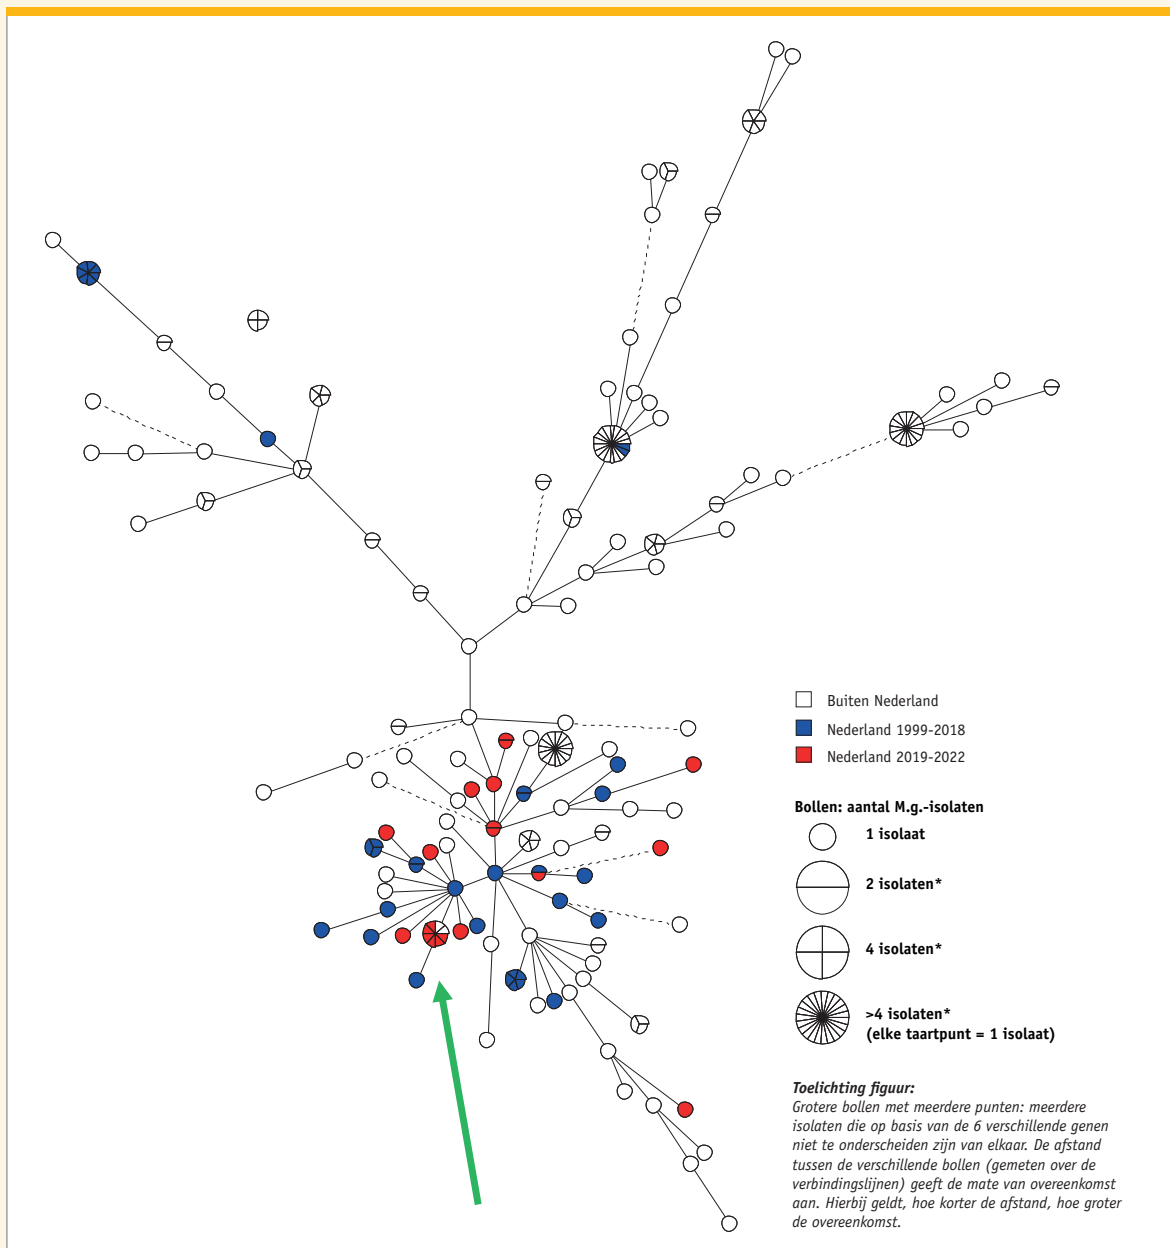 Buiten Nederland
Nederland 1999-2018
Nederland 2019-2022
Bollen: aantal M.g.-isolaten
1 isolaat
2 isolaten*
4 isolaten*
>4 isolaten*
(elke taartpunt = 1 isolaat)
Toelichting figuur:
Grotere bollen met meerdere punten: meerdere
isolaten die op basis van de 6 verschillende genen
niet te onderscheiden zijn van elkaar. De afstand
tussen de verschillende bollen (gemeten over de
verbindingslijnen) geeft de mate van overeenkomst
aan. Hierbij geldt, hoe korter de afstand, hoe groter
de overeenkomst.